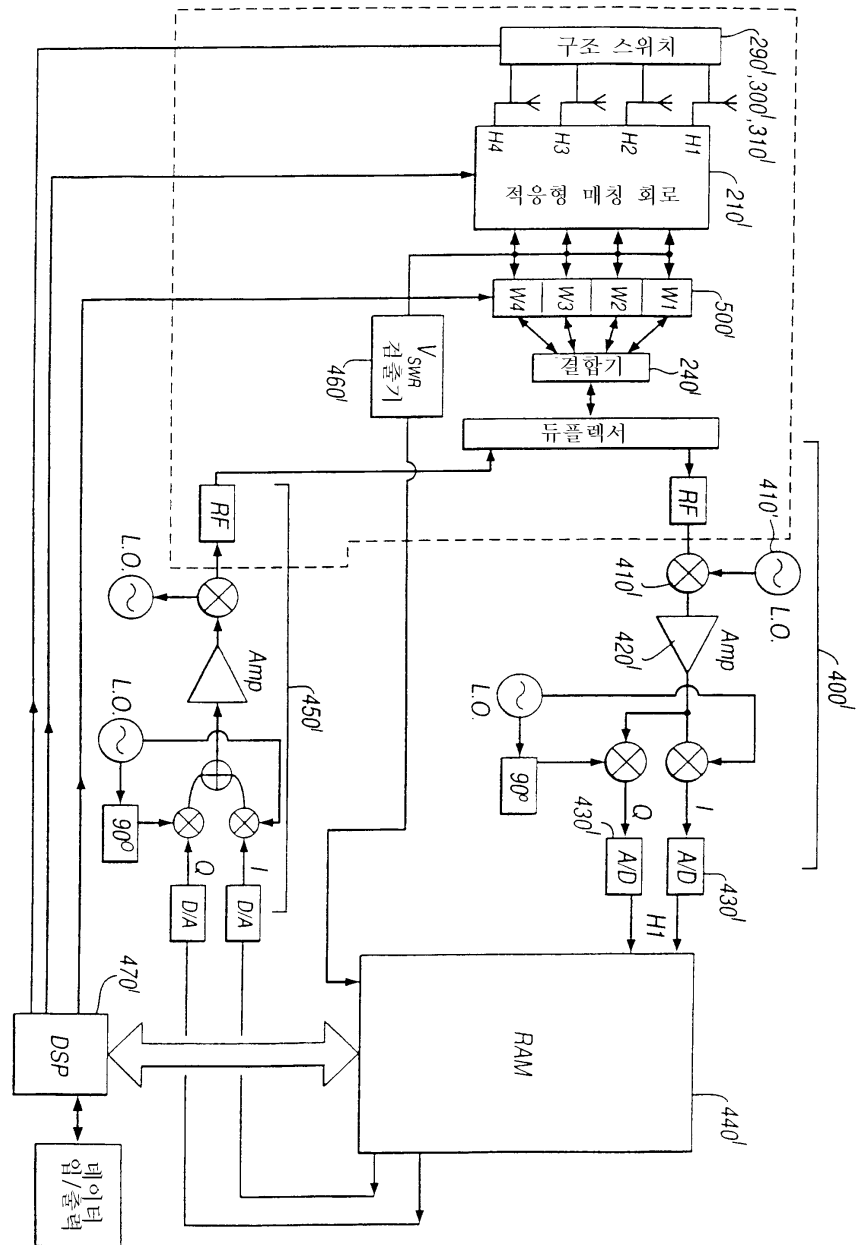 구조 스위치
290',300',310'
H4
H3
H2
H1
적응형 매칭 회로
210'
W4
W3
W2
W1
500'
V_SWR
검출기
460'
결합기
240'
듀플렉서
RF
RF
410'
L.O.
410'
L.O.
Amp
420'
400'
Amp
450'
L.O.
L.O.
90°
90°
Q
I
Q
I
430'
A/D
A/D
430'
D/A
D/A
H1
470'
DSP
RAM
440'
데이터
입/출력